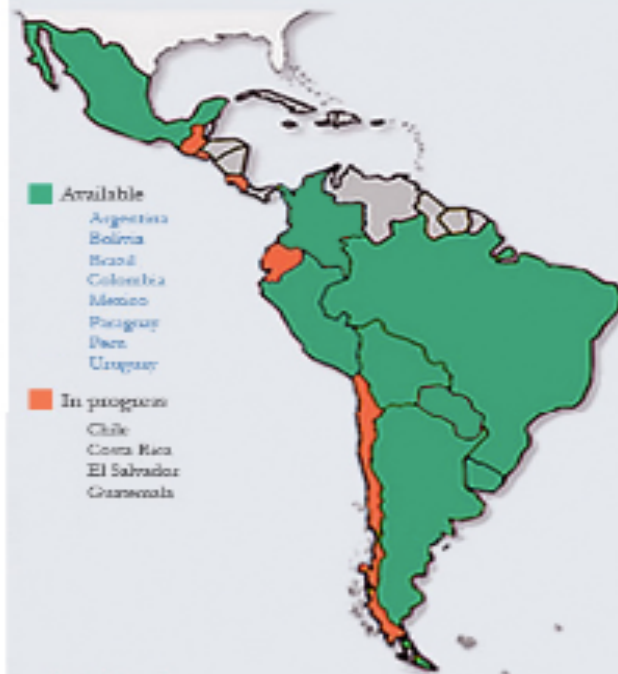 Available
Argentina
Bolivia
Brazil
Colombia
Mexico
Paraguay
Peru
Uruguay
In progress
Chile
Costa Rica
El Salvador
Guatemala